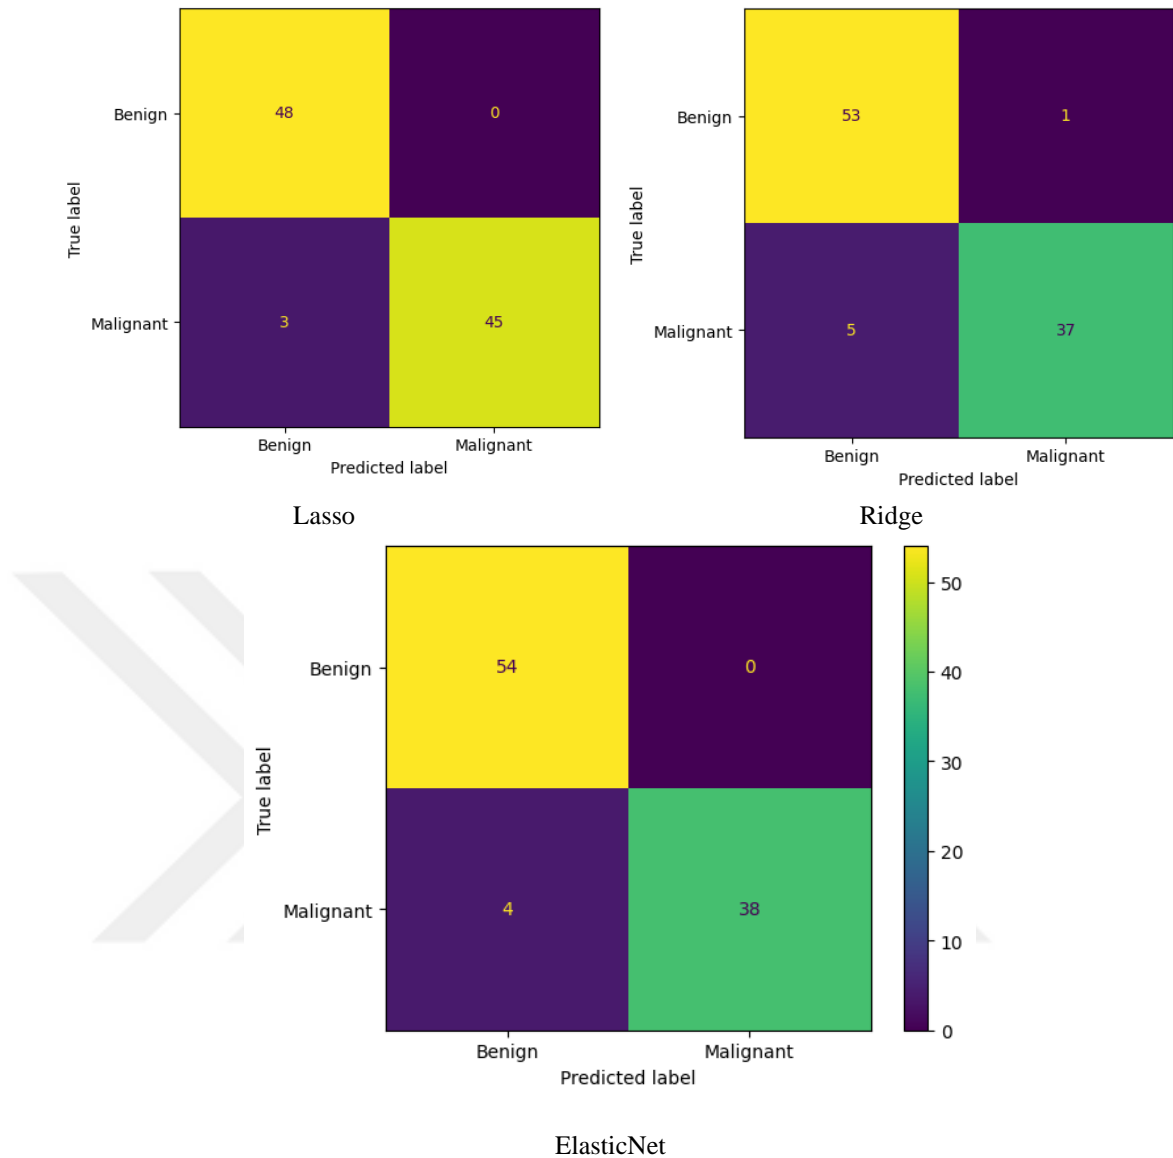 Benign
48
0
True label
Malignant
3
45
Benign
Malignant
Predicted label
Lasso
Benign
53
1
True label
Malignant
5
37
Benign
Malignant
Predicted label
Ridge
Benign
54
0
True label
Malignant
4
38
Benign
Malignant
Predicted label
50
40
30
20
10
0
ElasticNet